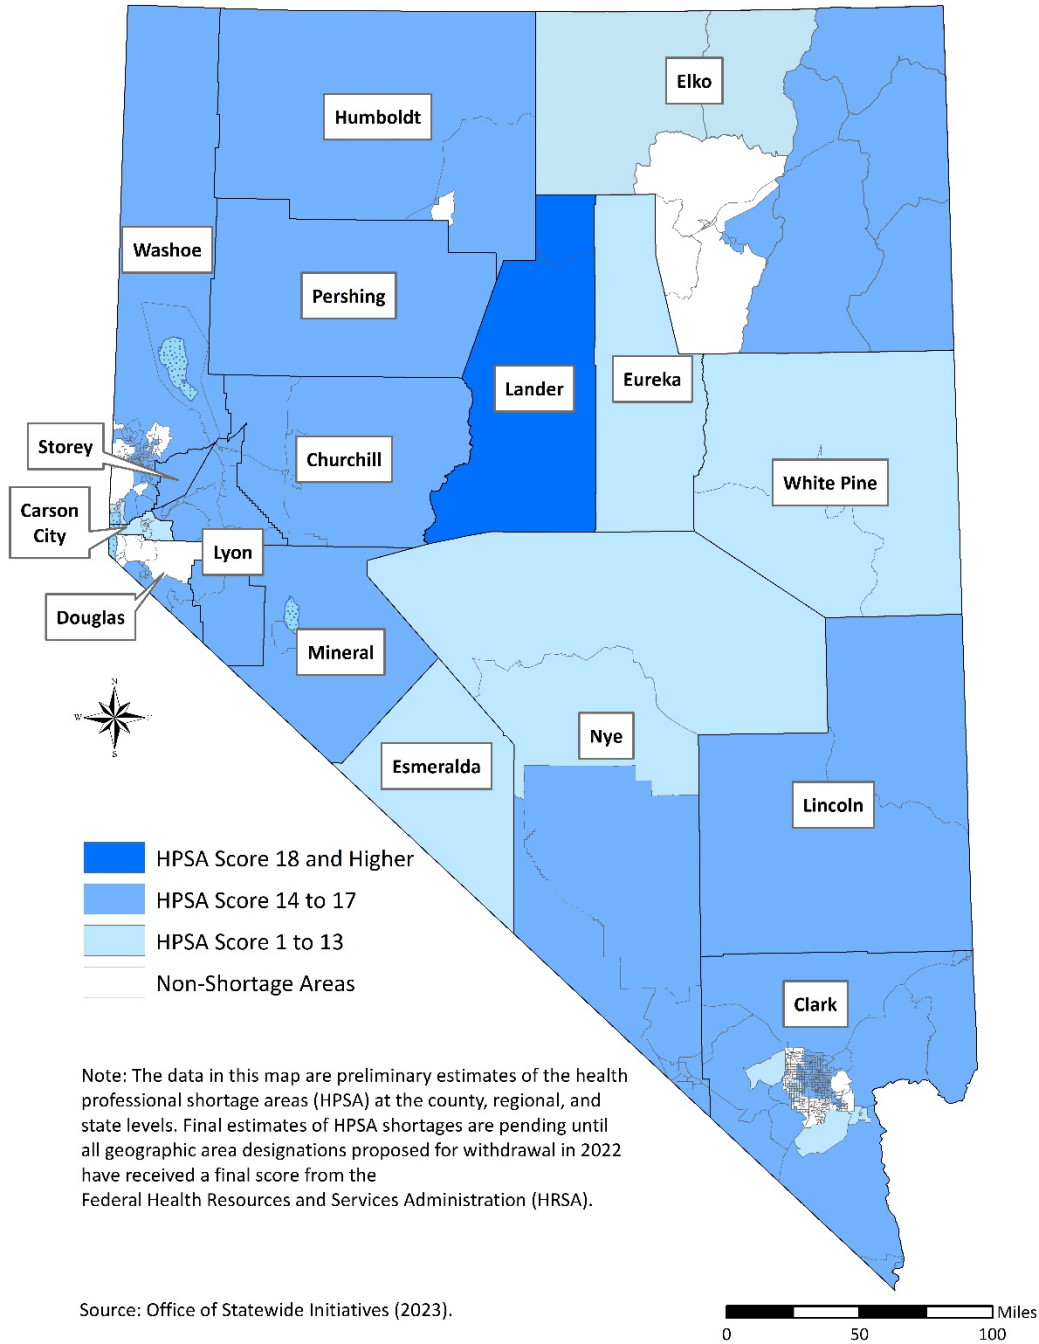 Elko
Humboldt
Washoe
Pershing
Lander
Eureka
Storey
Churchill
White Pine
Carson
City
Lyon
Douglas
Mineral
N
W
S
Nye
Esmeralda
Lincoln
HPSA Score 18 and Higher
HPSA Score 14 to 17
HPSA Score 1 to 13
Non-Shortage Areas
Clark
Note: The data in this map are preliminary estimates of the health
professional shortage areas (HPSA) at the county, regional, and
state levels. Final estimates of HPSA shortages are pending until
all geographic area designations proposed for withdrawal in 2022
have received a final score from the
Federal Health Resources and Services Administration (HRSA).
Source: Office of Statewide Initiatives (2023).
Miles
0 50 100